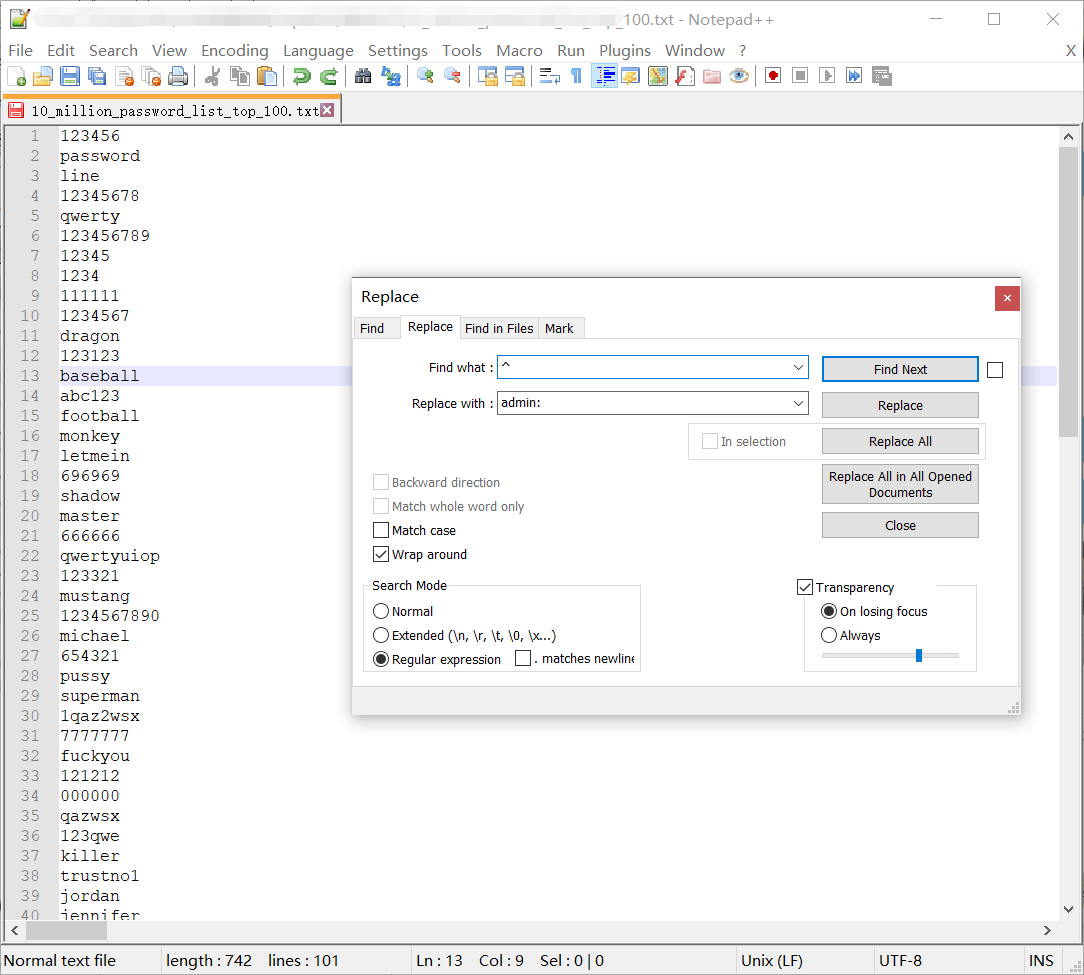 100.txt - Notepad++
File Edit Search View Encoding Language Settings Tools Macro Run Plugins Window ? X
10_million_password_list_top_100.txt
1 123456
2 password
3 line
4 12345678
5 qwerty
6 123456789
7 12345
8 1234
9 111111
10 1234567
11 dragon
12 123123
13 baseball
14 abc123
15 football
16 monkey
17 letmein
18 696969
19 shadow
20 master
21 666666
22 qwertyuiop
23 123321
24 mustang
25 1234567890
26 michael
27 654321
28 pussy
29 superman
30 1qaz2wsx
31 7777777
32 fuckyou
33 121212
34 000000
35 qazwsx
36 123qwe
37 killer
38 trustno1
39 jordan
40 jennifer
Replace
Find Replace Find in Files Mark
Find what : ^ Find Next
Replace with : admin: Replace
In selection Replace All
Replace All in All Opened
Documents
Close
Backward direction
Match whole word only
Match case
Wrap around
Search Mode
Normal
Extended (\n, \r, \t, \0, \x...)
Regular expression . matches newline
Transparency
On losing focus
Always
Normal text file length : 742 lines : 101 Ln : 13 Col : 9 Sel : 0 | 0 Unix (LF) UTF-8 INS